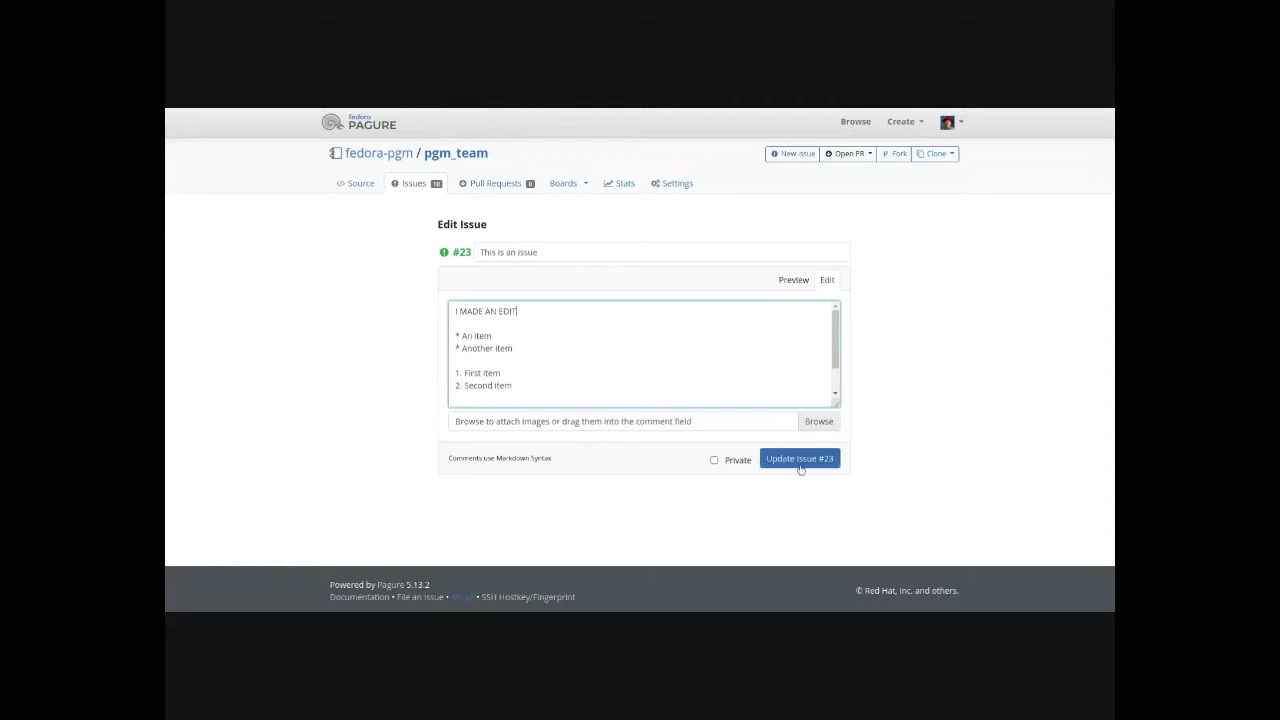 fedora
PAGURE
Browse Create
fedora-pgm / pgm_team
New issue Open PR Fork Clone
Source Issues 10 Pull Requests 0 Boards Stats Settings
Edit Issue
#23 This is an issue
Preview Edit
I MADE AN EDIT
* An item
* Another item
1. First item
2. Second item
Browse to attach images or drag them into the comment field Browse
Comments use Markdown Syntax Private Update Issue #23
Powered by Pagure 5.13.2
Documentation • File an Issue • • SSH Hostkey/Fingerprint
© Red Hat, Inc. and others.